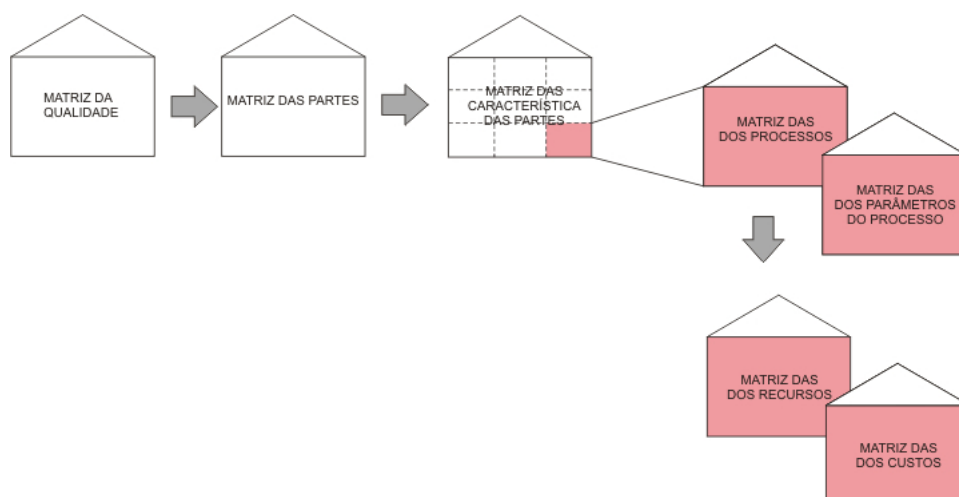 MATRIZ DA
QUALIDADE
MATRIZ DAS PARTES
MATRIZ DAS
CARACTERÍSTICA
DAS PARTES
MATRIZ DAS
DOS PROCESSOS
MATRIZ DAS
DOS PARÂMETROS
DO PROCESSO
MATRIZ DAS
DOS RECURSOS
MATRIZ DAS
DOS CUSTOS